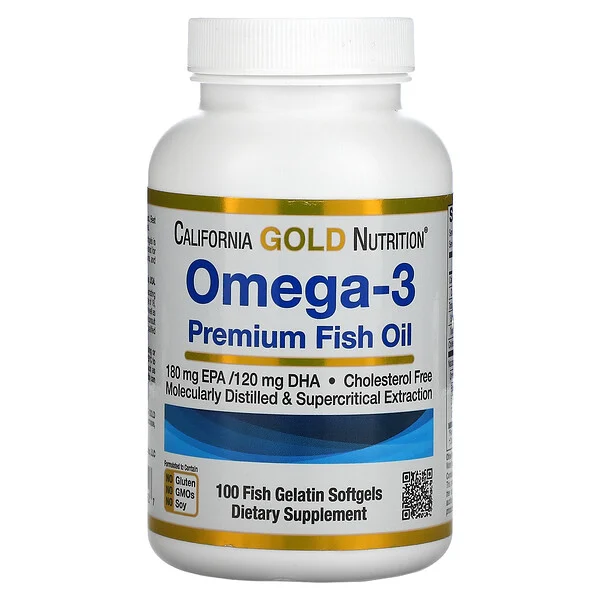 CALIFORNIA GOLD NUTRITION®
Omega-3
Premium Fish Oil
180 mg EPA /120 mg DHA • Cholesterol Free
Molecularly Distilled & Supercritical Extraction
Formulated to Contain
NO Gluten
NO GMOs
NO Soy
100 Fish Gelatin Softgels
Dietary Supplement